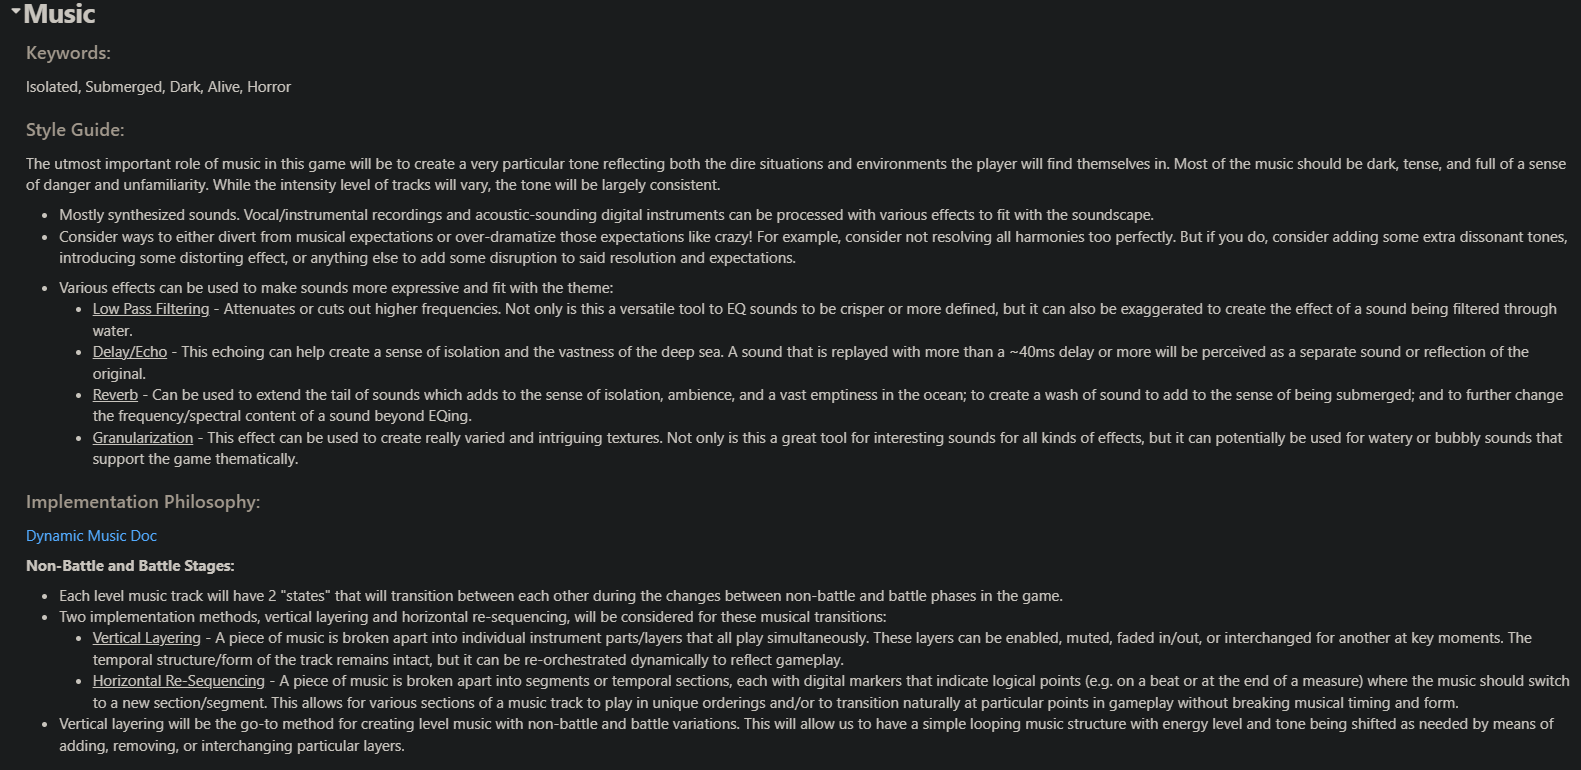 Music
Keywords:
Isolated, Submerged, Dark, Alive, Horror
Style Guide:
The utmost important role of music in this game will be to create a very particular tone reflecting both the dire situations and environments the player will find themselves in. Most of the music should be dark, tense, and full of a sense
of danger and unfamiliarity. While the intensity level of tracks will vary, the tone will be largely consistent.
• Mostly synthesized sounds. Vocal/instrumental recordings and acoustic-sounding digital instruments can be processed with various effects to fit with the soundscape.
• Consider ways to either divert from musical expectations or over-dramatize those expectations like crazy! For example, consider not resolving all harmonies too perfectly. But if you do, consider adding some extra dissonant tones,
introducing some distorting effect, or anything else to add some disruption to said resolution and expectations.
• Various effects can be used to make sounds more expressive and fit with the theme:
• Low Pass Filtering - Attenuates or cuts out higher frequencies. Not only is this a versatile tool to EQ sounds to be crisper or more defined, but it can also be exaggerated to create the effect of a sound being filtered through
water.
• Delay/Echo - This echoing can help create a sense of isolation and the vastness of the deep sea. A sound that is replayed with more than a ~40ms delay or more will be perceived as a separate sound or reflection of the
original.
• Reverb - Can be used to extend the tail of sounds which adds to the sense of isolation, ambience, and a vast emptiness in the ocean; to create a wash of sound to add to the sense of being submerged; and to further change
the frequency/spectral content of a sound beyond EQing.
• Granularization - This effect can be used to create really varied and intriguing textures. Not only is this a great tool for interesting sounds for all kinds of effects, but it can potentially be used for watery or bubbly sounds that
support the game thematically.
Implementation Philosophy:
Dynamic Music Doc
Non-Battle and Battle Stages:
• Each level music track will have 2 "states" that will transition between each other during the changes between non-battle and battle phases in the game.
• Two implementation methods, vertical layering and horizontal re-sequencing, will be considered for these musical transitions:
• Vertical Layering - A piece of music is broken apart into individual instrument parts/layers that all play simultaneously. These layers can be enabled, muted, faded in/out, or interchanged for another at key moments. The
temporal structure/form of the track remains intact, but it can be re-orchestrated dynamically to reflect gameplay.
• Horizontal Re-Sequencing - A piece of music is broken apart into segments or temporal sections, each with digital markers that indicate logical points (e.g. on a beat or at the end of a measure) where the music should switch
to a new section/segment. This allows for various sections of a music track to play in unique orderings and/or to transition naturally at particular points in gameplay without breaking musical timing and form.
• Vertical layering will be the go-to method for creating level music with non-battle and battle variations. This will allow us to have a simple looping music structure with energy level and tone being shifted as needed by means of
adding, removing, or interchanging particular layers.